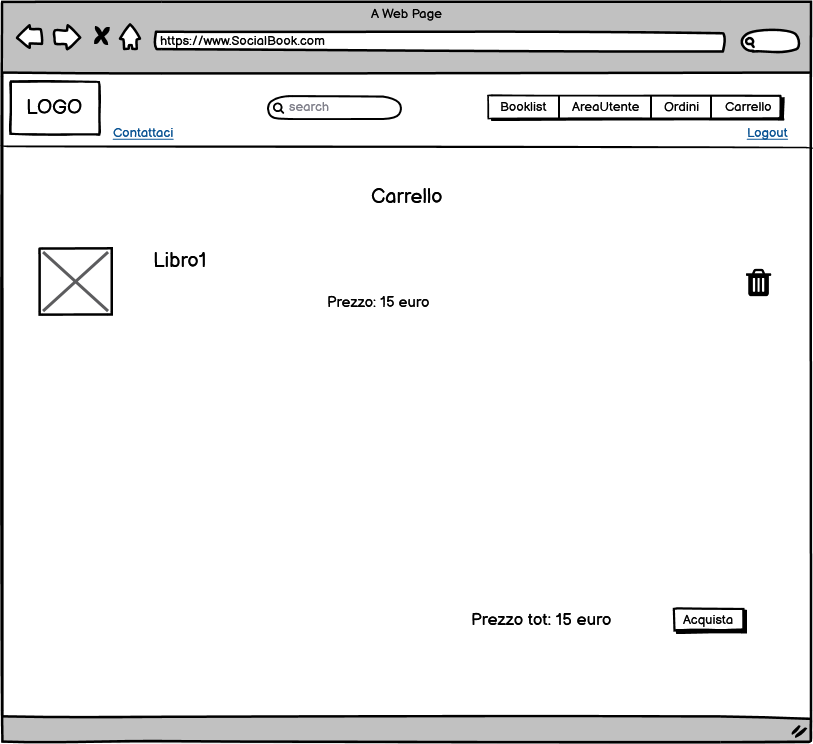 A Web Page
https://www.SocialBook.com
LOGO
search
Booklist AreaUtente Ordini Carrello
Contattaci
Logout
Carrello
Libro1
Prezzo: 15 euro
Prezzo tot: 15 euro
Acquista